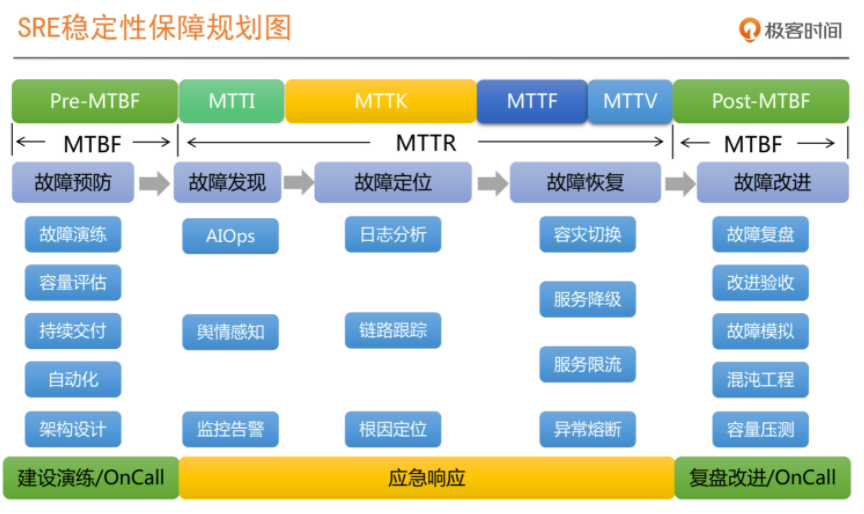 SRE稳定性保障规划图
极客时间
Pre-MTBF
MTTI
MTTK
MTTF
MTTV
Post-MTBF
MTBF
MTTR
MTBF
故障预防
故障发现
故障定位
故障恢复
故障改进
故障演练
容量评估
持续交付
自动化
架构设计
AIOps
舆情感知
监控告警
日志分析
链路跟踪
根因定位
容灾切换
服务降级
服务限流
异常熔断
故障复盘
改进验收
故障模拟
混沌工程
容量压测
建设演练/OnCall
应急响应
复盘改进/OnCall